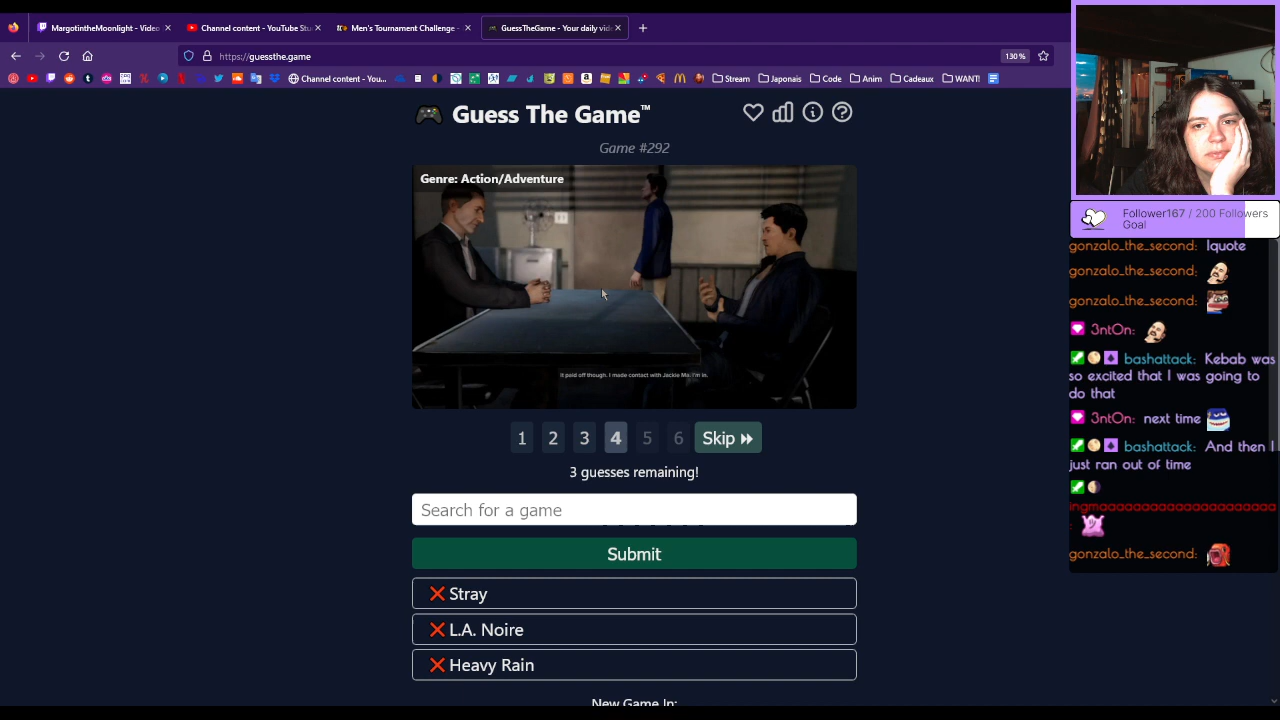 MargotintheMoonlight - Video
Channel content - YouTube Stu
Men's Tournament Challenge -
GuessTheGame - Your daily vid
https://guessthe.game
130%
Channel content - You...
Stream
Japonais
Code
Anim
Cadeaux
WANT!
Guess The Game™
Game #292
Genre: Action/Adventure
It paid off though. I made contact with Jackie Ma. I'm in.
1 2 3 4 5 6 Skip
3 guesses remaining!
Search for a game
Submit
Stray
L.A. Noire
Heavy Rain
New Game In:
Follower167 / 200 Followers
Goal
gonzalo_the_second: !quote
gonzalo_the_second:
gonzalo_the_second:
3ntOn:
bashattack: Kebab was
so excited that I was going to
do that
3ntOn: next time
bashattack: And then I
just ran out of time
gonzalo_the_second: